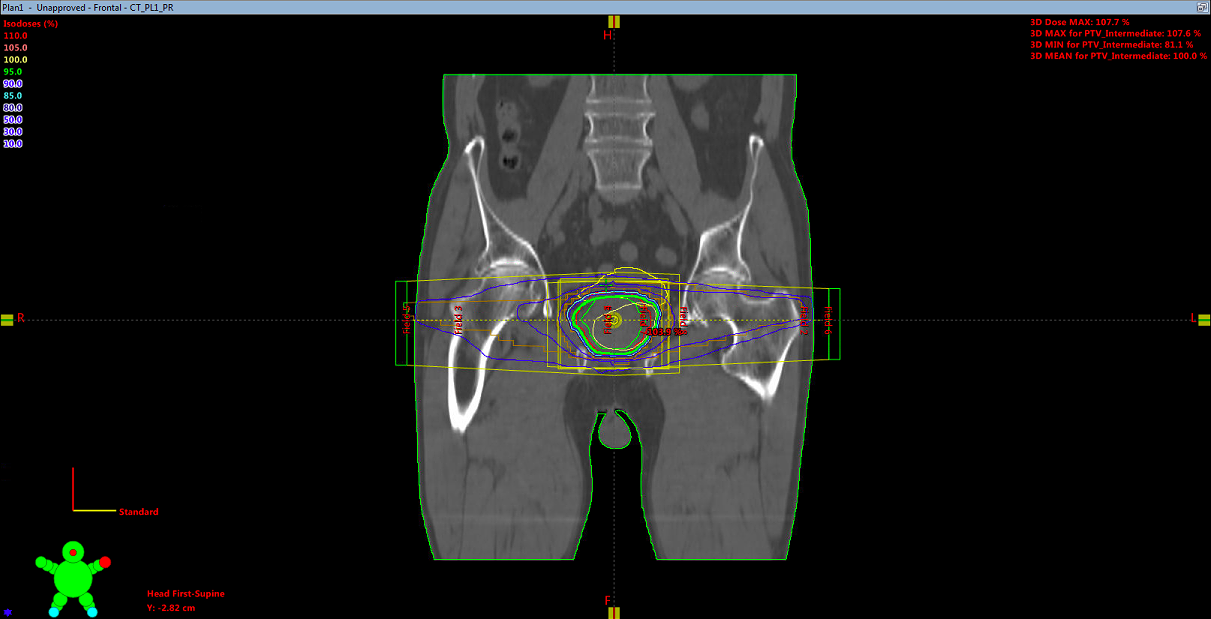 Plan1 - Unapproved - Frontal - CT_PL1_PR
Isodoses (%)
110.0
105.0
100.0
95.0
90.0
85.0
80.0
50.0
30.0
10.0
3D Dose MAX: 107.7 %
3D MAX for PTV_Intermediate: 107.6 %
3D MIN for PTV_Intermediate: 81.1 %
3D MEAN for PTV_Intermediate: 100.0 %
H
R
L
Field 3
F
Standard
Head First-Supine
Y: -2.82 cm